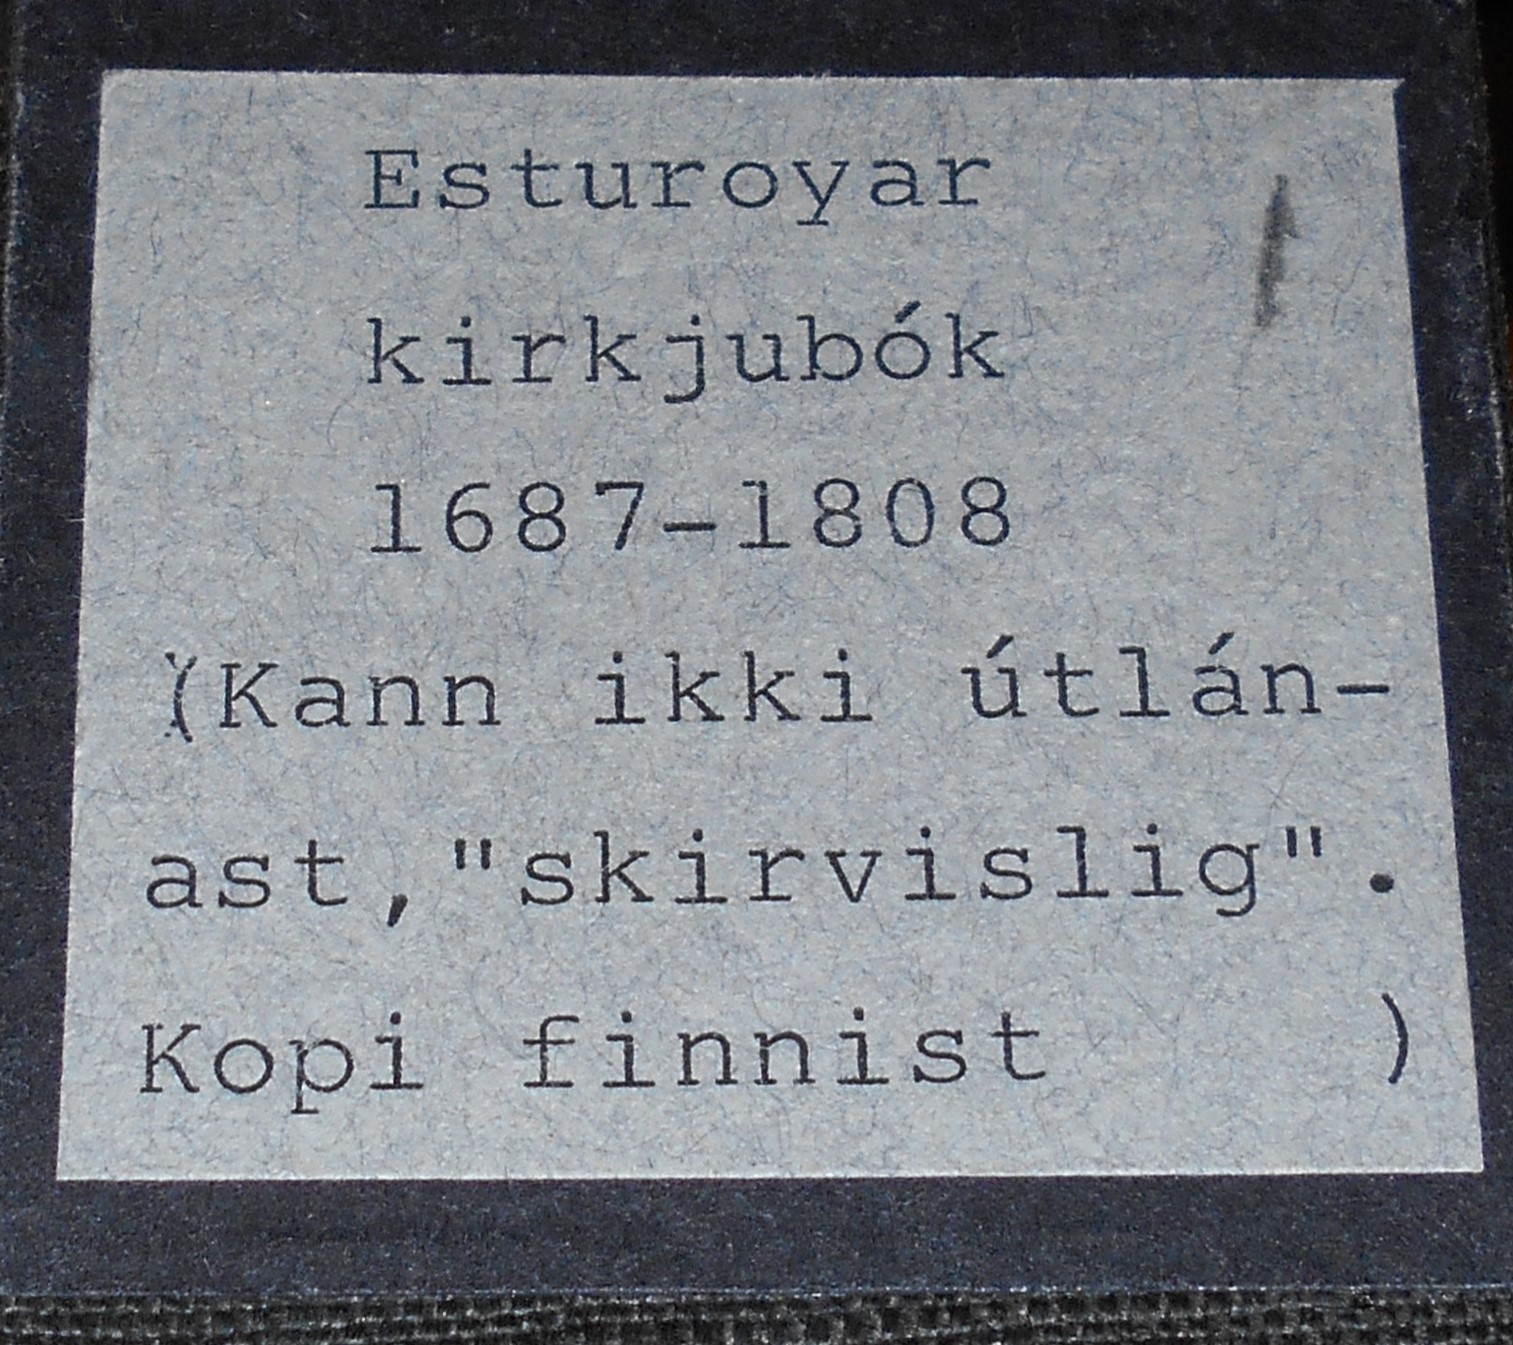 Esturoyar
kirkjubók
1687-1808
(Kann ikki útlán-
ast,"skirvislig".
Kopi finnist )